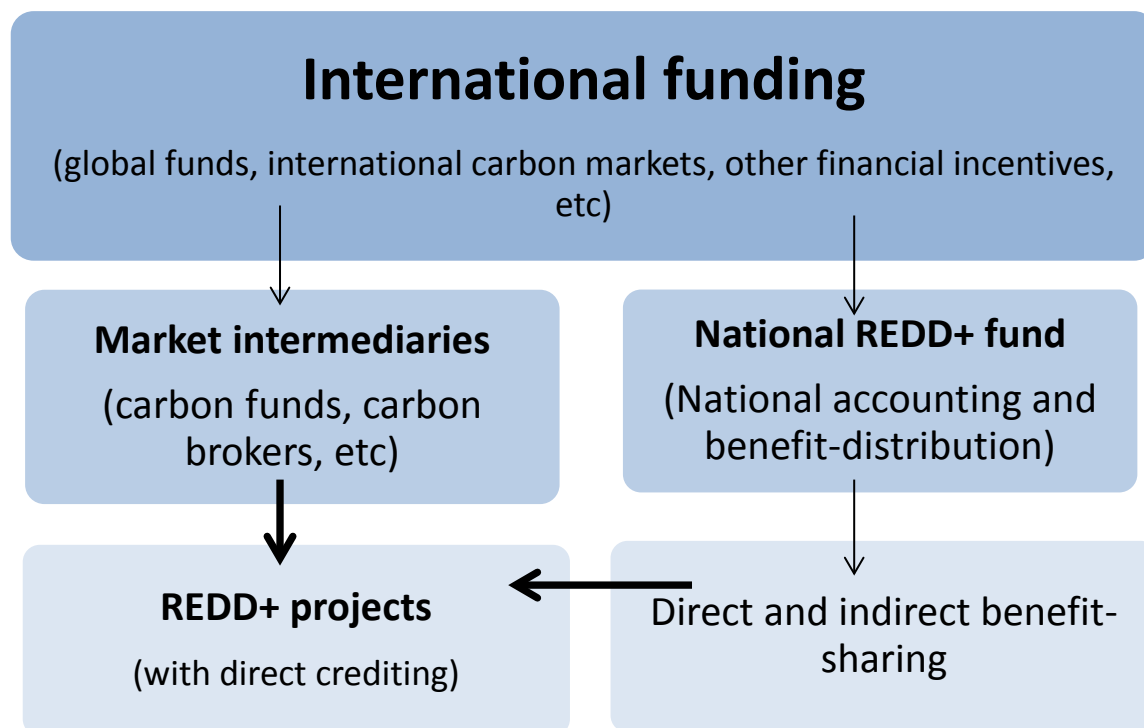 International funding
(global funds, international carbon markets, other financial incentives,
etc)
Market intermediaries
(carbon funds, carbon
brokers, etc)
National REDD+ fund
(National accounting and
benefit-distribution)
REDD+ projects
(with direct crediting)
Direct and indirect benefit-
sharing